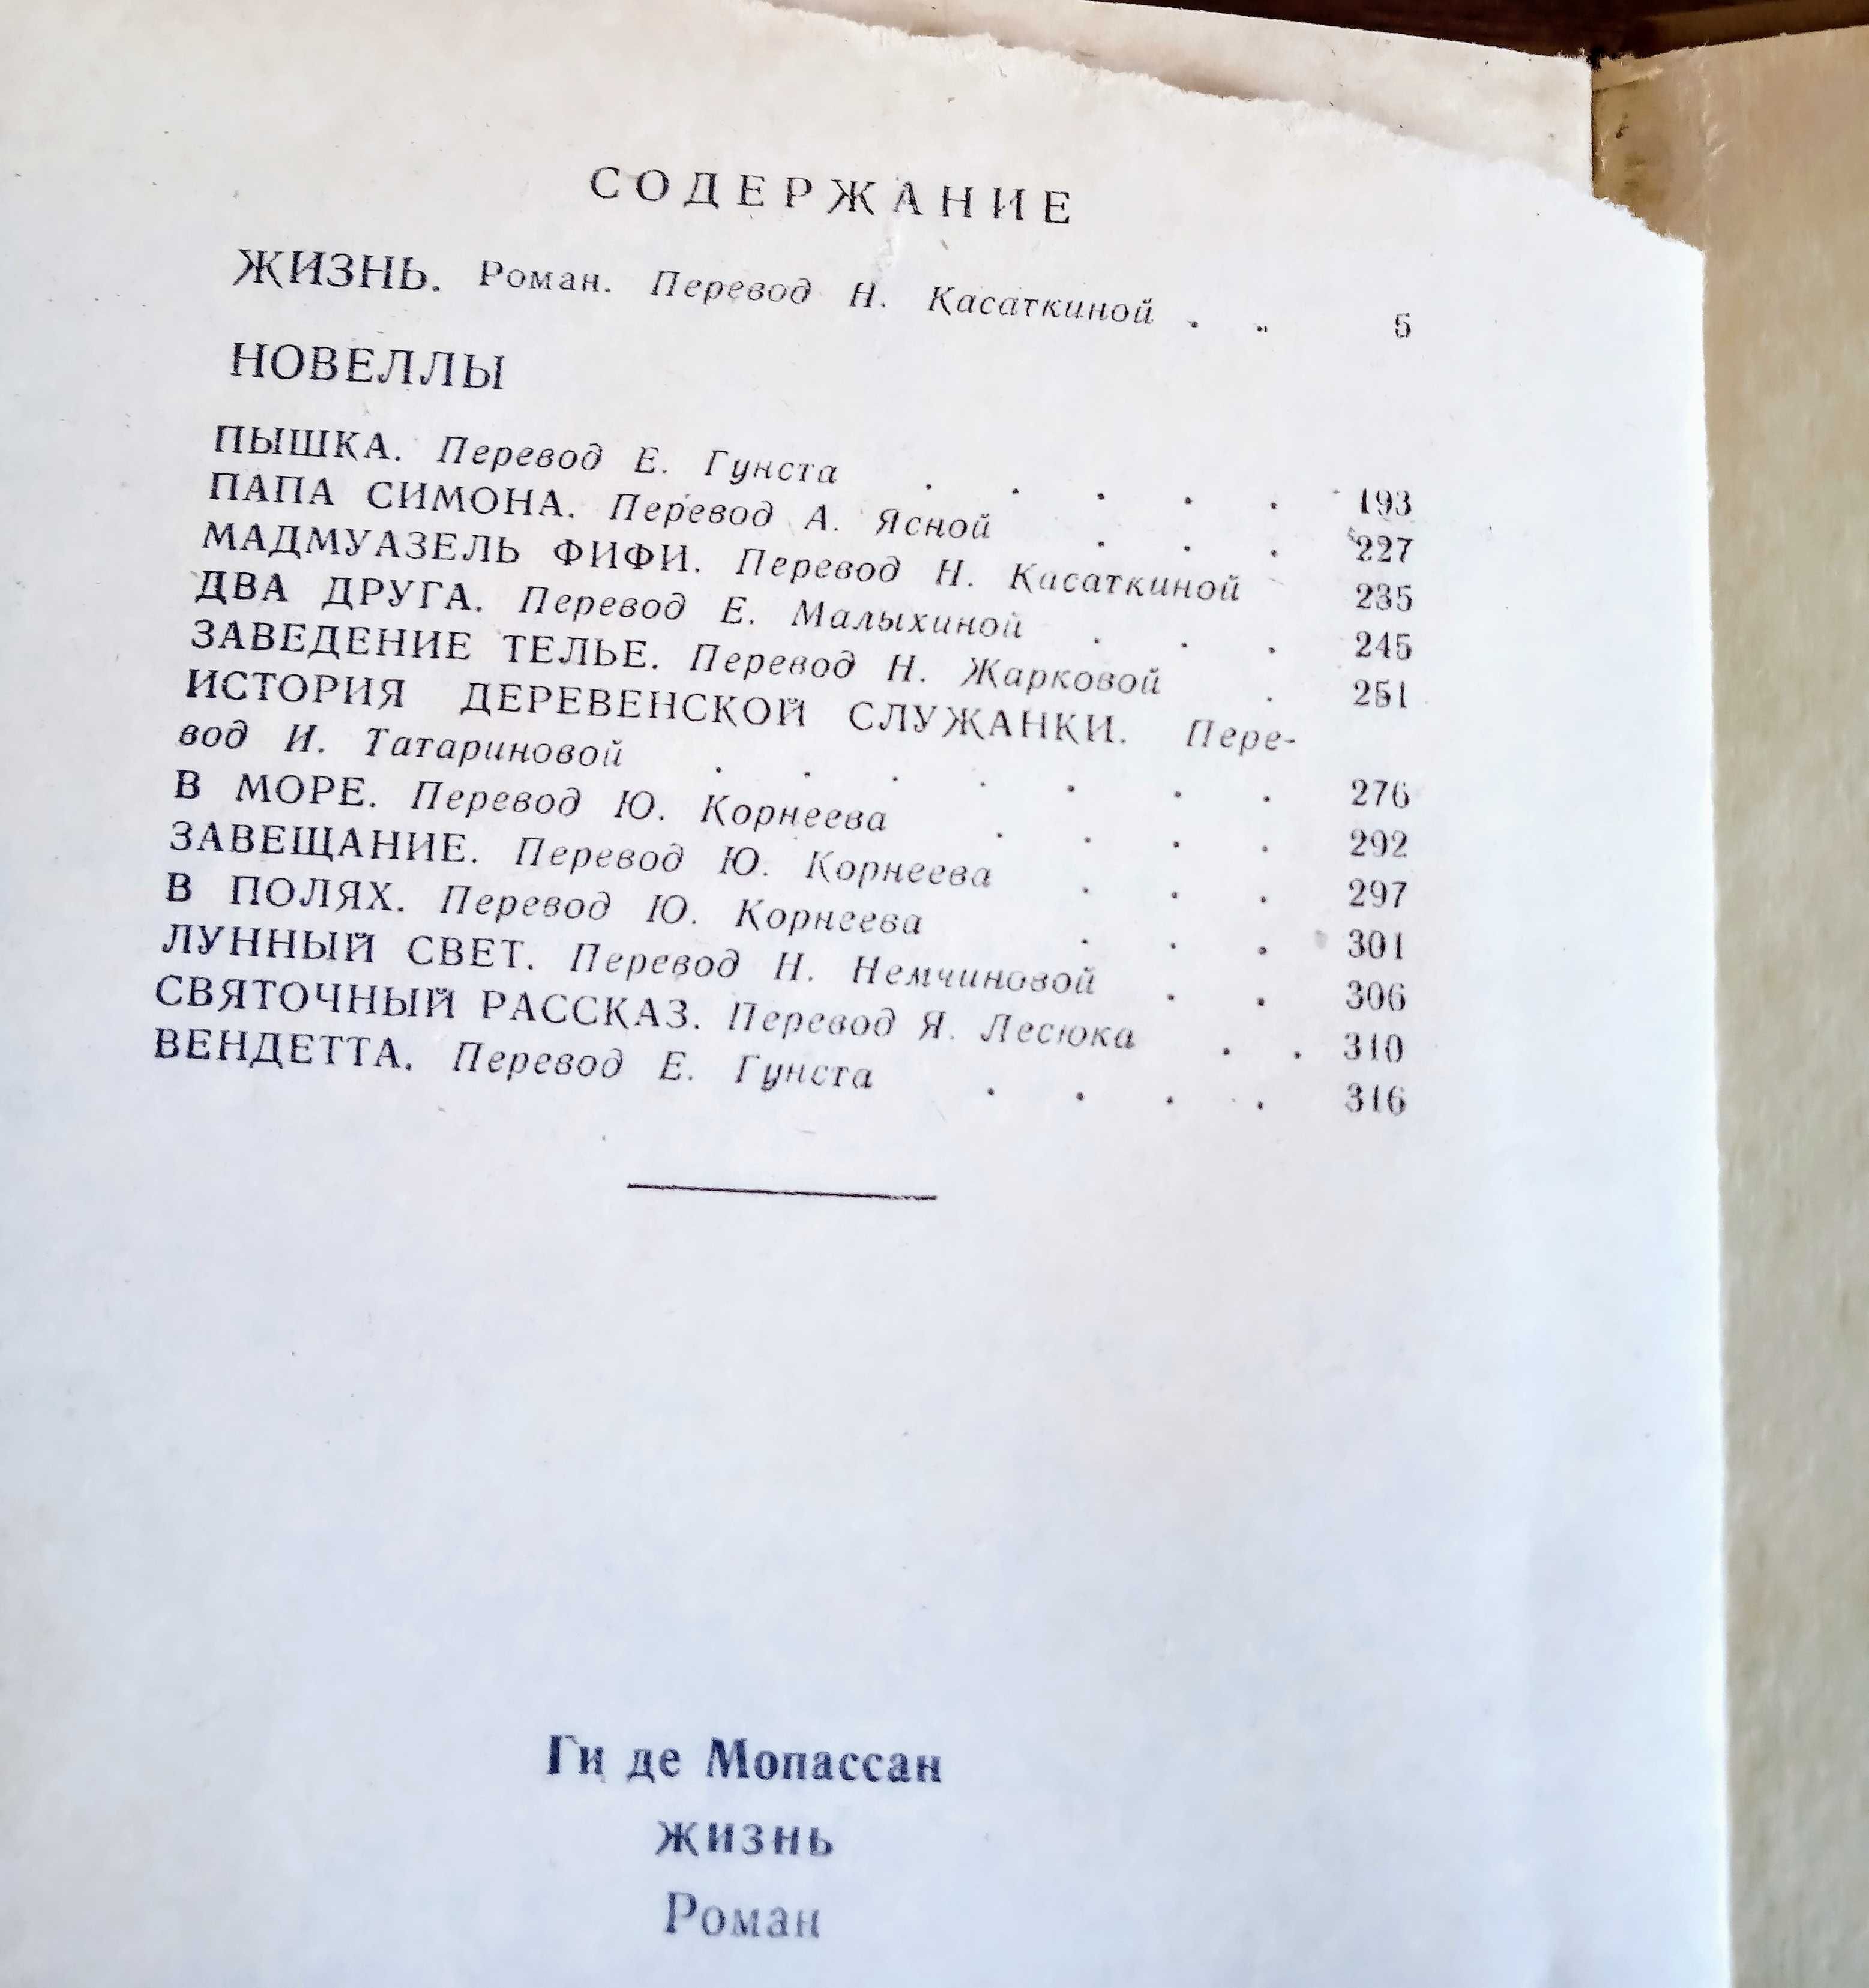 СОДЕРЖАНИЕ
ЖИЗНЬ. Роман. Перевод Н. Касаткиной . . 5
НОВЕЛЛЫ
ПЫШКА. Перевод Е. Гунста . . . . . 193
ПАПА СИМОНА. Перевод А. Ясной . . . 227
МАДМУАЗЕЛЬ ФИФИ. Перевод Н. Касаткиной 235
ДВА ДРУГА. Перевод Е. Малыхиной . . . 245
ЗАВЕДЕНИЕ ТЕЛЬЕ. Перевод Н. Жарковой . 251
ИСТОРИЯ ДЕРЕВЕНСКОЙ СЛУЖАНКИ. Пере-
вод И. Татариновой . . . . . . . 276
В МОРЕ. Перевод Ю. Корнеева . . . . 292
ЗАВЕЩАНИЕ. Перевод Ю. Корнеева . . . 297
В ПОЛЯХ. Перевод Ю. Корнеева . . . 301
ЛУННЫЙ СВЕТ. Перевод Н. Немчиновой . . 306
СВЯТОЧНЫЙ РАССКАЗ. Перевод Я. Лесюка . . 310
ВЕНДЕТТА. Перевод Е. Гунста . . . . 316
Ги де Мопассан
ЖИЗНЬ
Роман